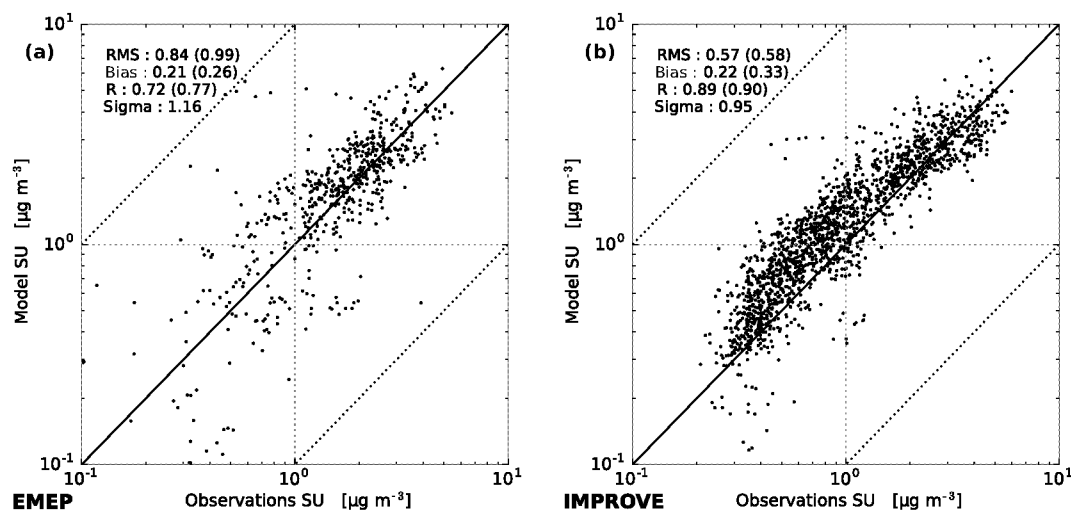 (a)
RMS : 0.84 (0.99)
Bias : 0.21 (0.26)
R : 0.72 (0.77)
Sigma : 1.16
10¹
10⁰
10⁻¹
Model SU [µg m⁻³]
10⁻¹ 10⁰ 10¹
Observations SU [µg m⁻³]
EMEP
(b)
RMS : 0.57 (0.58)
Bias : 0.22 (0.33)
R : 0.89 (0.90)
Sigma : 0.95
10¹
10⁰
10⁻¹
Model SU [µg m⁻³]
10⁻¹ 10⁰ 10¹
Observations SU [µg m⁻³]
IMPROVE